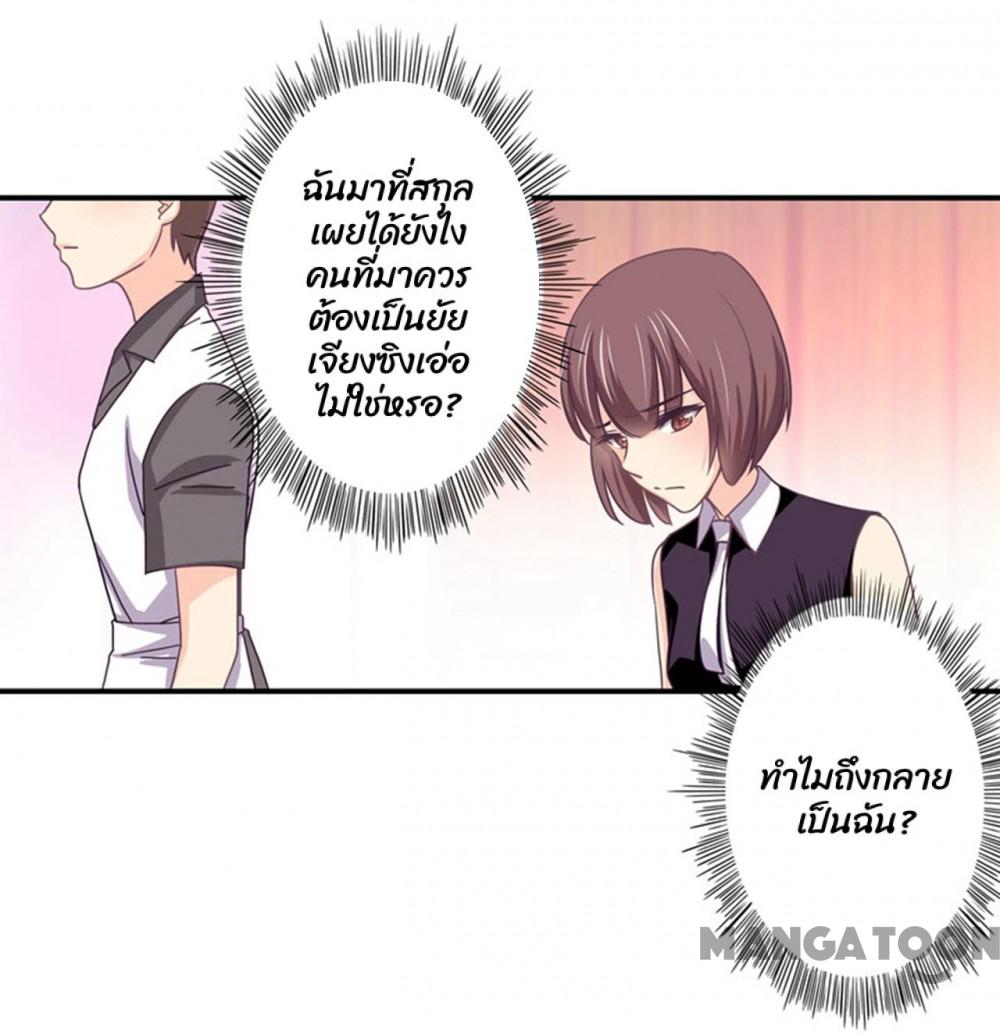 ฉันมาที่สกุล
เผยได้ยังไง
คนที่มาควร
ต้องเป็นยัย
เจียงซิงเอ่อ
ไม่ใช่หรอ?
ทำไมถึงกลาย
เป็นฉัน?
MANGATOON